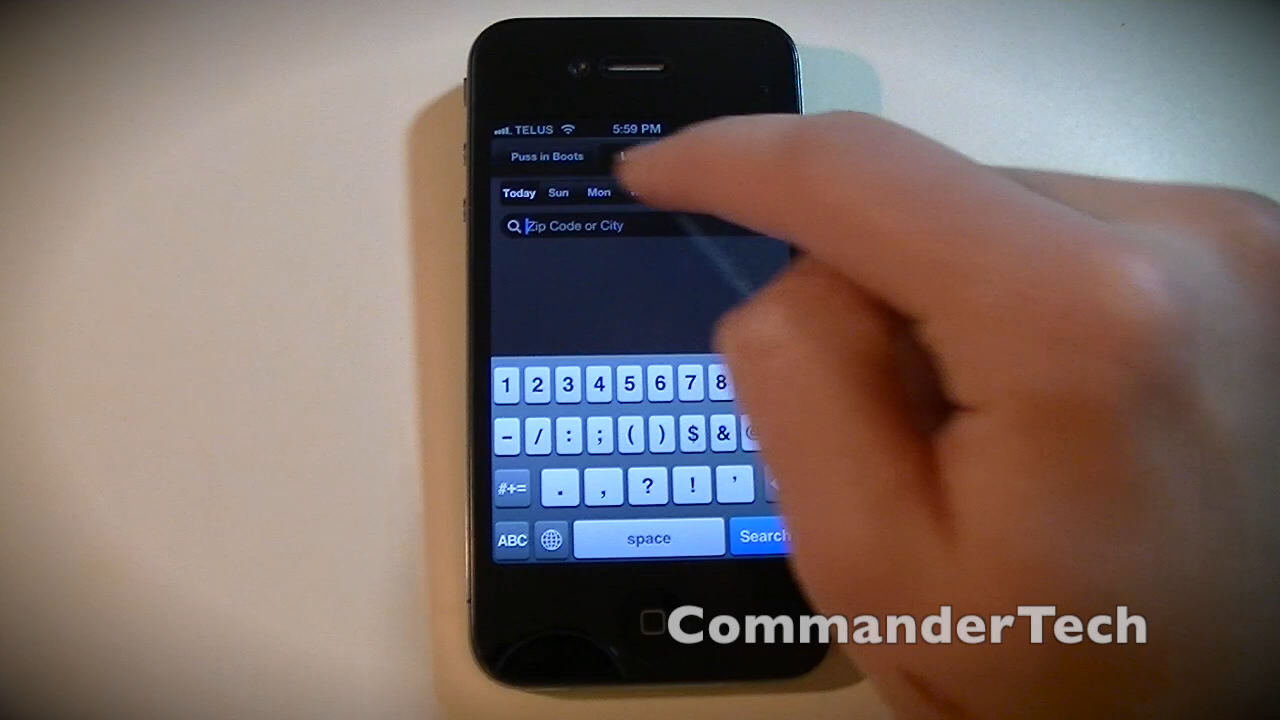 TELUS 5:59 PM
Puss in Boots
Today Sun Mon
Zip Code or City
1 2 3 4 5 6 7 8
- / : ; ( ) $ & @
#+= . , ? ! '
ABC space Search
CommanderTech